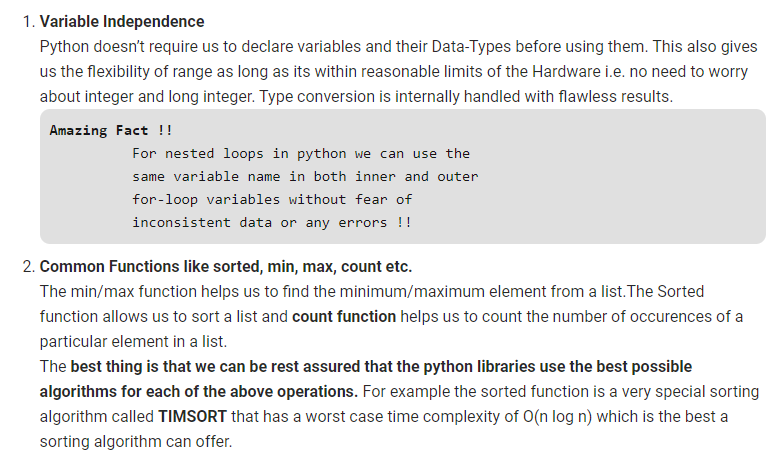 1. Variable Independence
Python doesn't require us to declare variables and their Data-Types before using them. This also gives
us the flexibility of range as long as its within reasonable limits of the Hardware i.e. no need to worry
about integer and long integer. Type conversion is internally handled with flawless results.
Amazing Fact !!
For nested loops in python we can use the
same variable name in both inner and outer
for-loop variables without fear of
inconsistent data or any errors !!
2. Common Functions like sorted, min, max, count etc.
The min/max function helps us to find the minimum/maximum element from a list.The Sorted
function allows us to sort a list and count function helps us to count the number of occurences of a
particular element in a list.
The best thing is that we can be rest assured that the python libraries use the best possible
algorithms for each of the above operations. For example the sorted function is a very special sorting
algorithm called TIMSORT that has a worst case time complexity of O(n log n) which is the best a
sorting algorithm can offer.